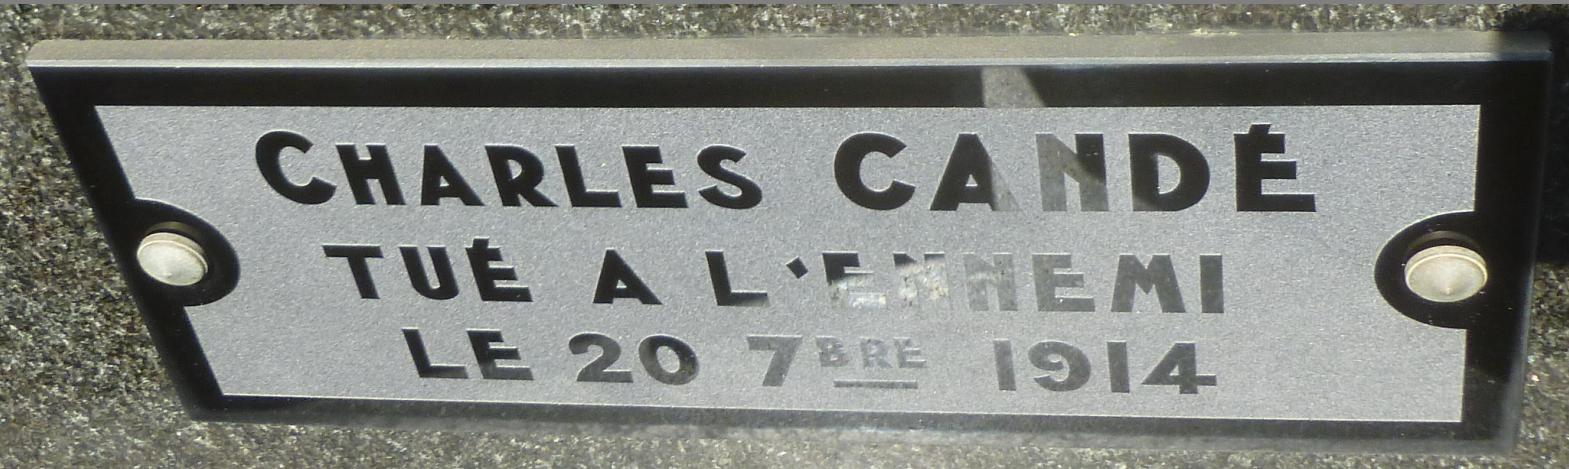 CHARLES CANDÉ
TUÉ A L'ENNEMI
LE 20 7BRE 1914